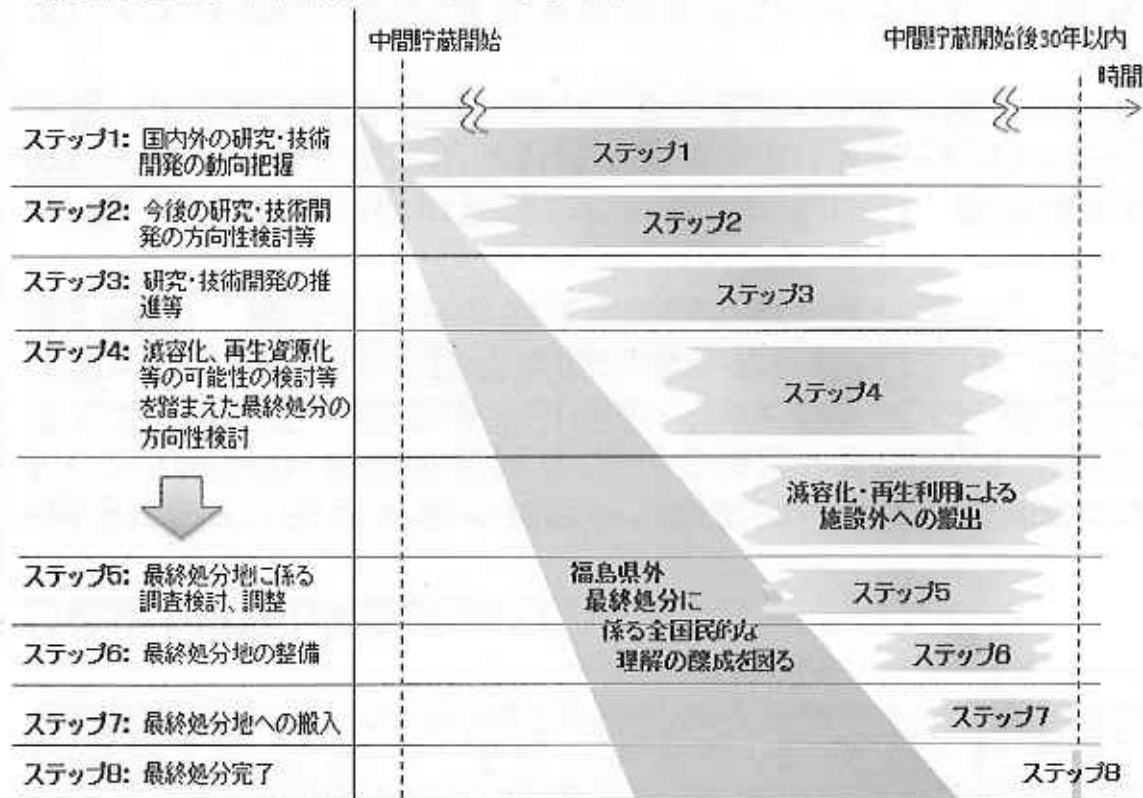 中間貯蔵開始
中間貯蔵開始後30年以内
時間
ステップ1: 国内外の研究・技術
開発の動向把握
ステップ1
ステップ2: 今後の研究・技術開
発の方向性検討等
ステップ2
ステップ3: 研究・技術開発の推
進等
ステップ3
ステップ4: 減容化、再生資源化
等の可能性の検討等
を踏まえた最終処分の
方向性検討
ステップ4
減容化・再生利用による
施設外への搬出
ステップ5: 最終処分地に係る
調査検討、調整
福島県外
最終処分に
係る全国民的な
理解の醸成を図る
ステップ5
ステップ6: 最終処分地の整備
ステップ6
ステップ7: 最終処分地への搬入
ステップ7
ステップ8: 最終処分完了
ステップ8